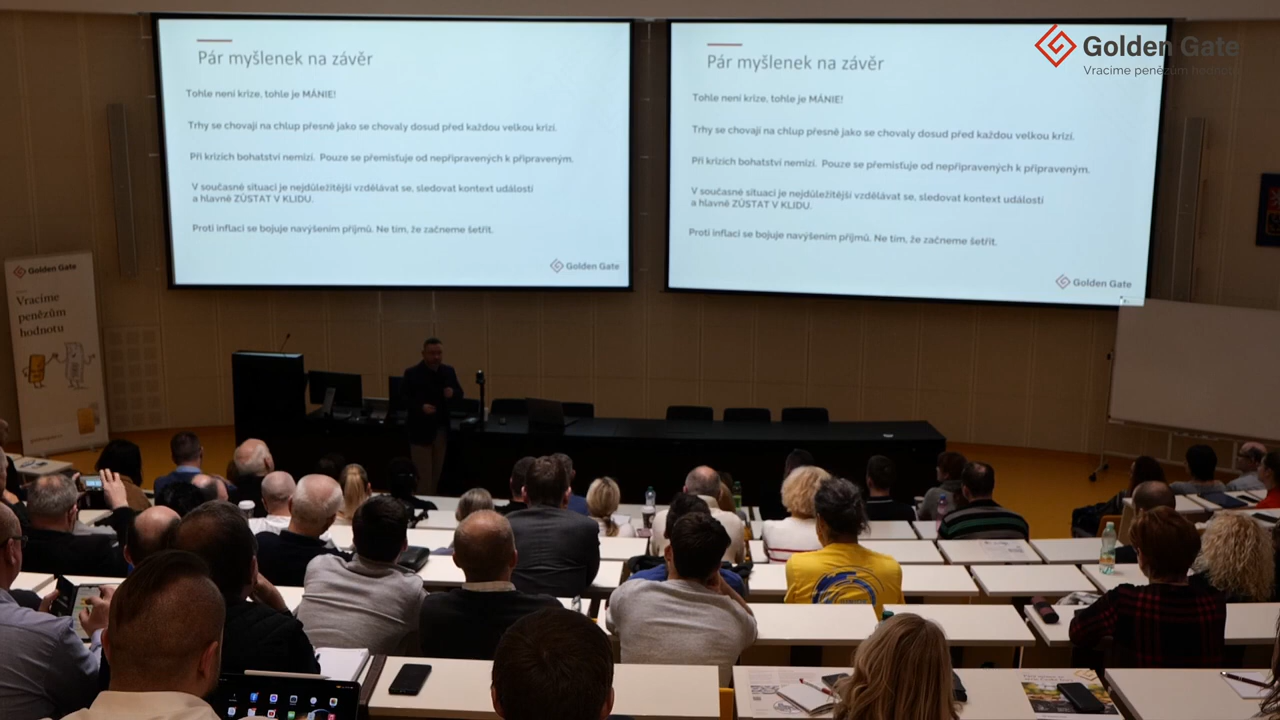 Pár myšlenek na závěr
Tohle není krize, tohle je MÁNIE!
Trhy se chovají na chlup přesně jako se chovaly dosud před každou velkou krizí.
Při krizích bohatství nemizí. Pouze se přemisťuje od nepřipravených k připraveným.
V současné situaci je nejdůležitější vzdělávat se, sledovat kontext událostí
a hlavně ZŮSTAT V KLIDU.
Proti inflaci se bojuje navýšením příjmů. Ne tím, že začneme šetřit.
Golden Gate
Pár myšlenek na závěr
Tohle není krize, tohle je MÁNIE!
Trhy se chovají na chlup přesně jako se chovaly dosud před každou velkou krizí.
Při krizích bohatství nemizí. Pouze se přemisťuje od nepřipravených k připraveným.
V současné situaci je nejdůležitější vzdělávat se, sledovat kontext událostí
a hlavně ZŮSTAT V KLIDU.
Proti inflaci se bojuje navýšením příjmů. Ne tím, že začneme šetřit.
Golden Gate
Golden Gate
Vracíme penězům hodnotu
Golden Gate
Vracíme
penězům
hodnotu